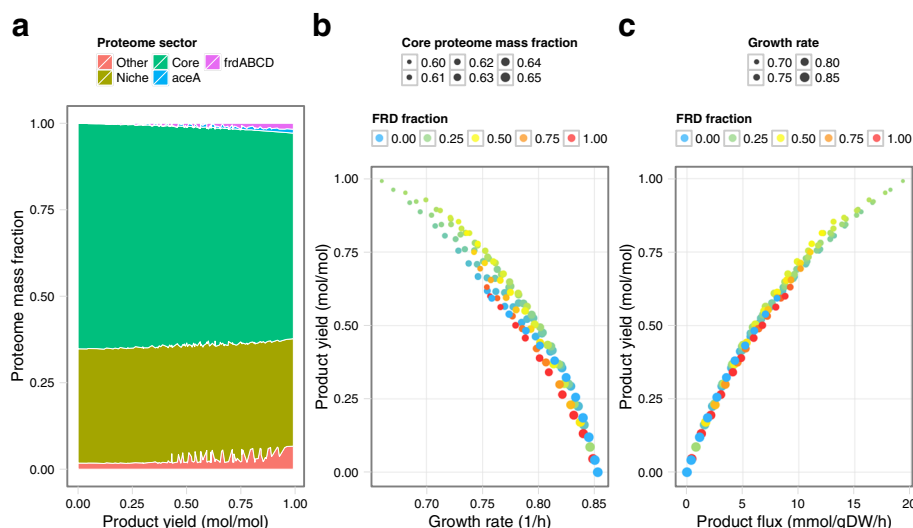 a
Proteome sector
Other Core frdABCD
Niche aceA
1.00
0.75
0.50
0.25
0.00
Proteome mass fraction
0.00 0.25 0.50 0.75 1.00
Product yield (mol/mol)
b
Core proteome mass fraction
0.60 0.62 0.64
0.61 0.63 0.65
FRD fraction
0.00 0.25 0.50 0.75 1.00
1.00
0.75
0.50
0.25
0.00
Product yield (mol/mol)
0.70 0.75 0.80 0.85
Growth rate (1/h)
c
Growth rate
0.70 0.80
0.75 0.85
FRD fraction
0.00 0.25 0.50 0.75 1.00
1.00
0.75
0.50
0.25
0.00
Product yield (mol/mol)
0 5 10 15 20
Product flux (mmol/gDW/h)